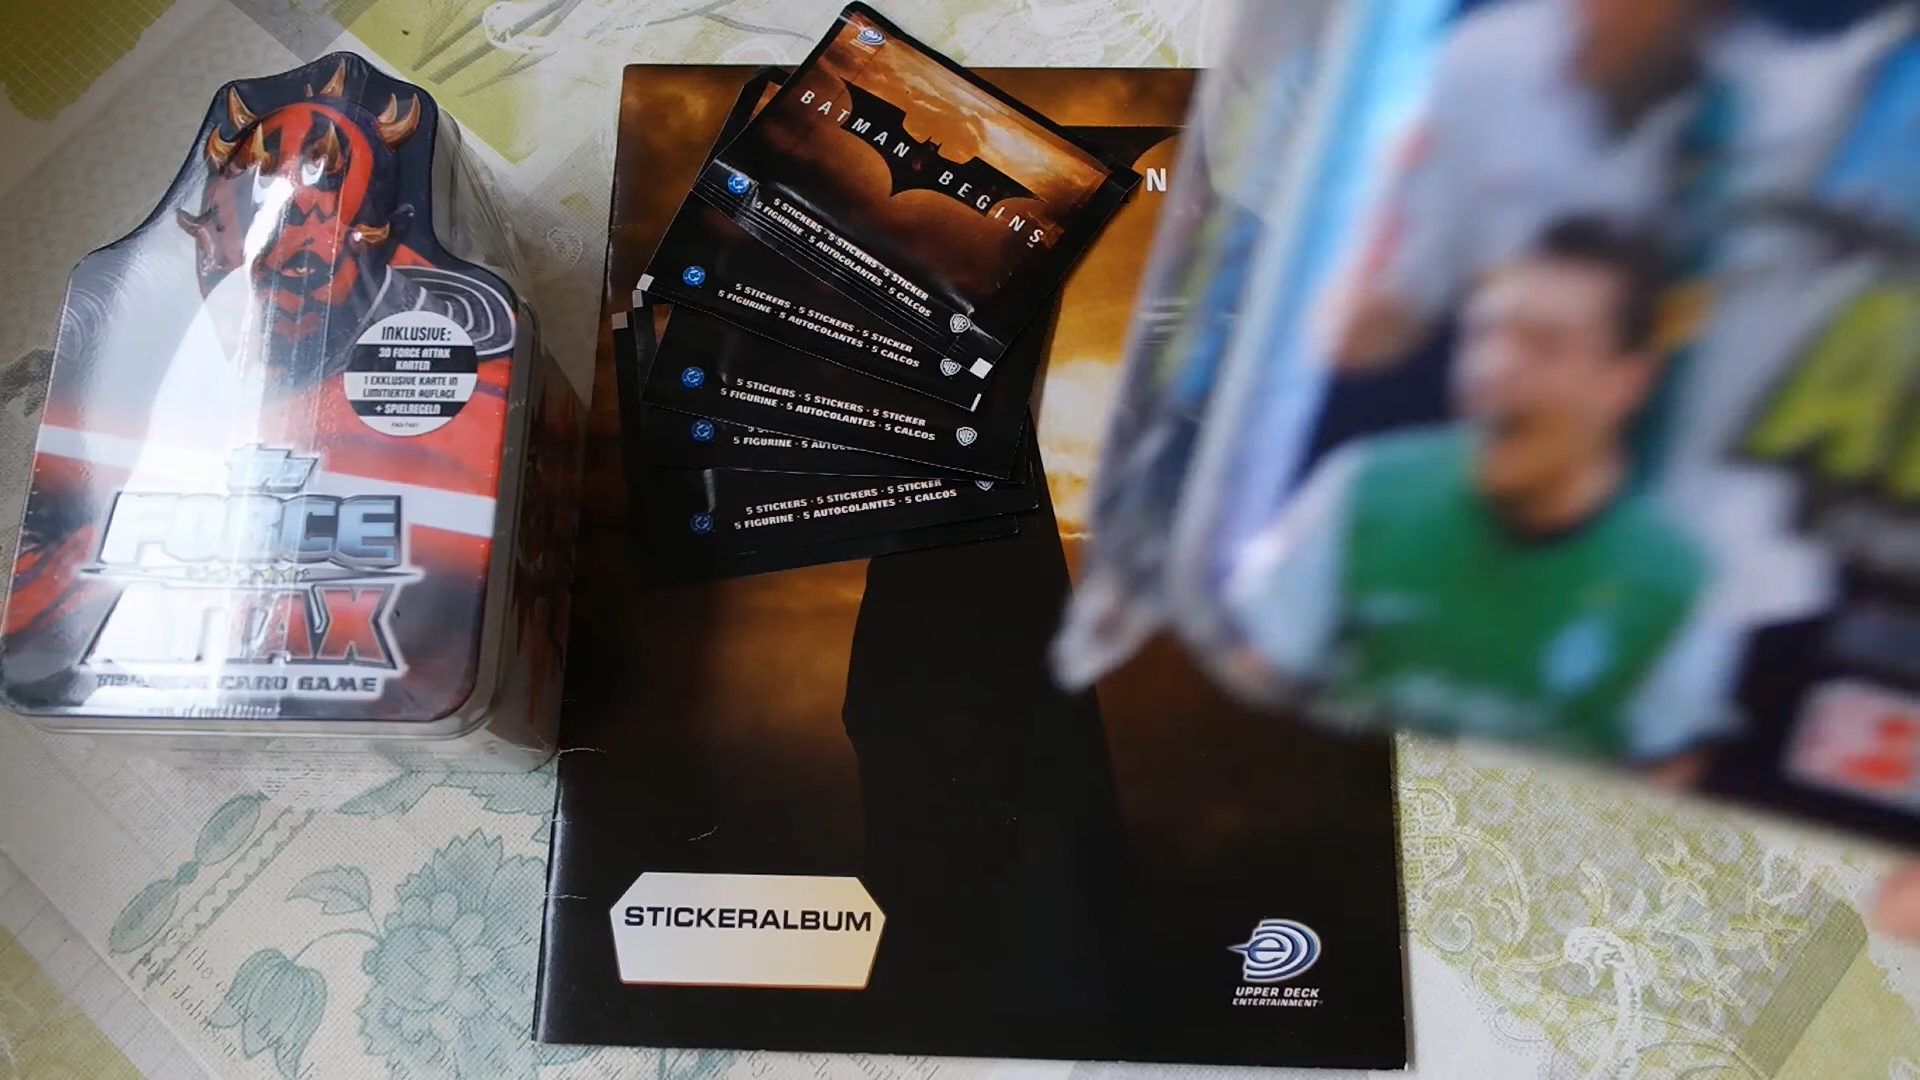 INKLUSIVE:
30 FORCE ATTAX
KARTEN
1 EXKLUSIVE KARTE IN
LIMITIERTER AUFLAGE
+ SPIELREGELN
FORCE
ATTAX
TRADING CARD GAME
BATMAN BEGINS
5 STICKERS · 5 STICKERS · 5 STICKER
5 FIGURINE · 5 AUTOCOLANTES · 5 CALCOS
5 STICKERS · 5 STICKERS · 5 STICKER
5 FIGURINE · 5 AUTOCOLANTES · 5 CALCOS
5 STICKERS · 5 STICKERS · 5 STICKER
5 FIGURINE · 5 AUTOCOLANTES · 5 CALCOS
5 FIGURINE · 5
5 STICKERS · 5 STICKERS · 5 STICKER
5 FIGURINE · 5 AUTOCOLANTES · 5 CALCOS
N
STICKERALBUM
UPPER DECK
ENTERTAINMENT